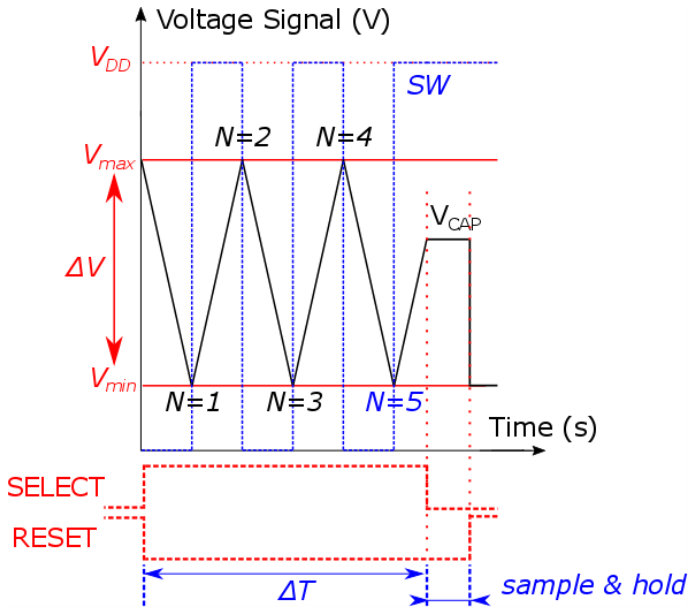 Voltage Signal (V)
V_DD
SW
N=2
N=4
V_max
V_CAP
ΔV
V_min
N=1
N=3
N=5
Time (s)
SELECT
RESET
ΔT
sample & hold